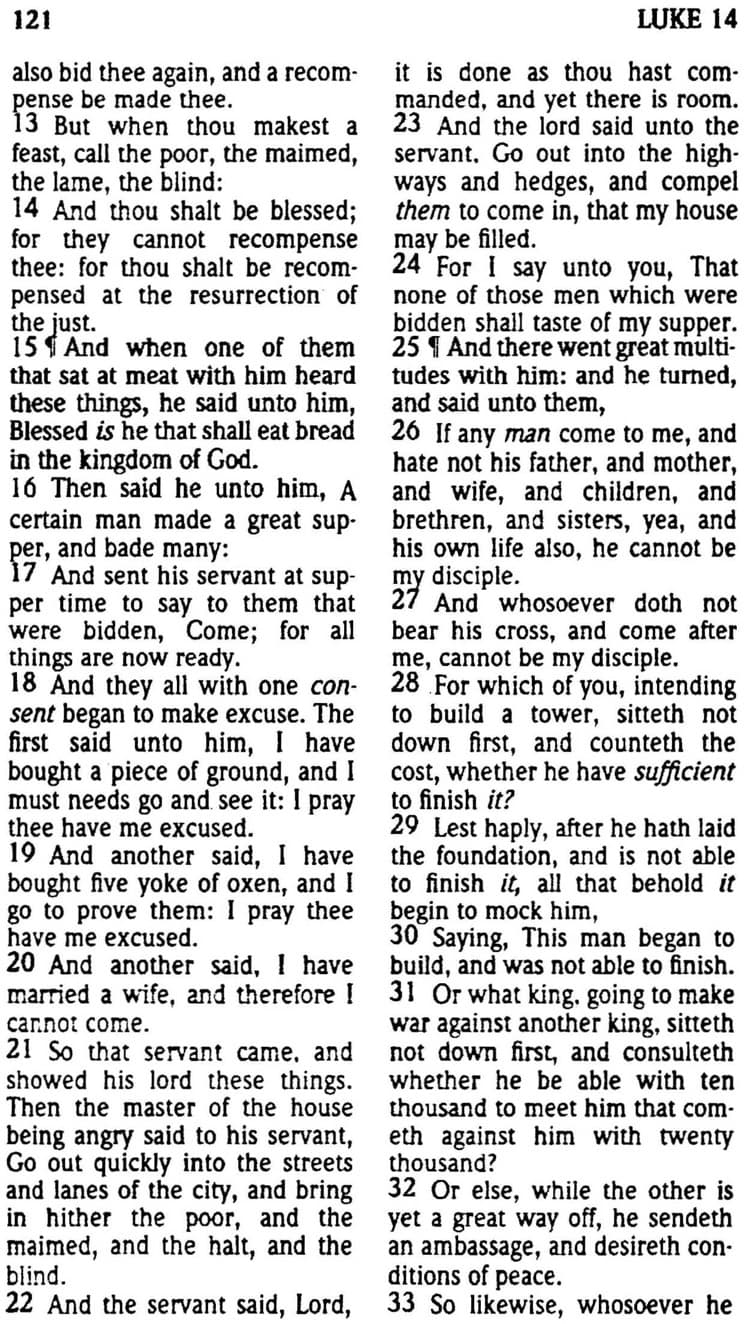 121
LUKE 14
also bid thee again, and a recom-
pense be made thee.
13 But when thou makest a
feast, call the poor, the maimed,
the lame, the blind:
14 And thou shalt be blessed;
for they cannot recompense
thee: for thou shalt be recom-
pensed at the resurrection of
the just.
15 ¶ And when one of them
that sat at meat with him heard
these things, he said unto him,
Blessed is he that shall eat bread
in the kingdom of God.
16 Then said he unto him, A
certain man made a great sup-
per, and bade many:
17 And sent his servant at sup-
per time to say to them that
were bidden, Come; for all
things are now ready.
18 And they all with one con-
sent began to make excuse. The
first said unto him, I have
bought a piece of ground, and I
must needs go and see it: I pray
thee have me excused.
19 And another said, I have
bought five yoke of oxen, and I
go to prove them: I pray thee
have me excused.
20 And another said, I have
married a wife, and therefore I
cannot come.
21 So that servant came, and
showed his lord these things.
Then the master of the house
being angry said to his servant,
Go out quickly into the streets
and lanes of the city, and bring
in hither the poor, and the
maimed, and the halt, and the
blind.
22 And the servant said, Lord,
it is done as thou hast com-
manded, and yet there is room.
23 And the lord said unto the
servant, Go out into the high-
ways and hedges, and compel
them to come in, that my house
may be filled.
24 For I say unto you, That
none of those men which were
bidden shall taste of my supper.
25 ¶ And there went great multi-
tudes with him: and he turned,
and said unto them,
26 If any man come to me, and
hate not his father, and mother,
and wife, and children, and
brethren, and sisters, yea, and
his own life also, he cannot be
my disciple.
27 And whosoever doth not
bear his cross, and come after
me, cannot be my disciple.
28 For which of you, intending
to build a tower, sitteth not
down first, and counteth the
cost, whether he have sufficient
to finish it?
29 Lest haply, after he hath laid
the foundation, and is not able
to finish it, all that behold it
begin to mock him,
30 Saying, This man began to
build, and was not able to finish.
31 Or what king, going to make
war against another king, sitteth
not down first, and consulteth
whether he be able with ten
thousand to meet him that com-
eth against him with twenty
thousand?
32 Or else, while the other is
yet a great way off, he sendeth
an ambassage, and desireth con-
ditions of peace.
33 So likewise, whosoever he